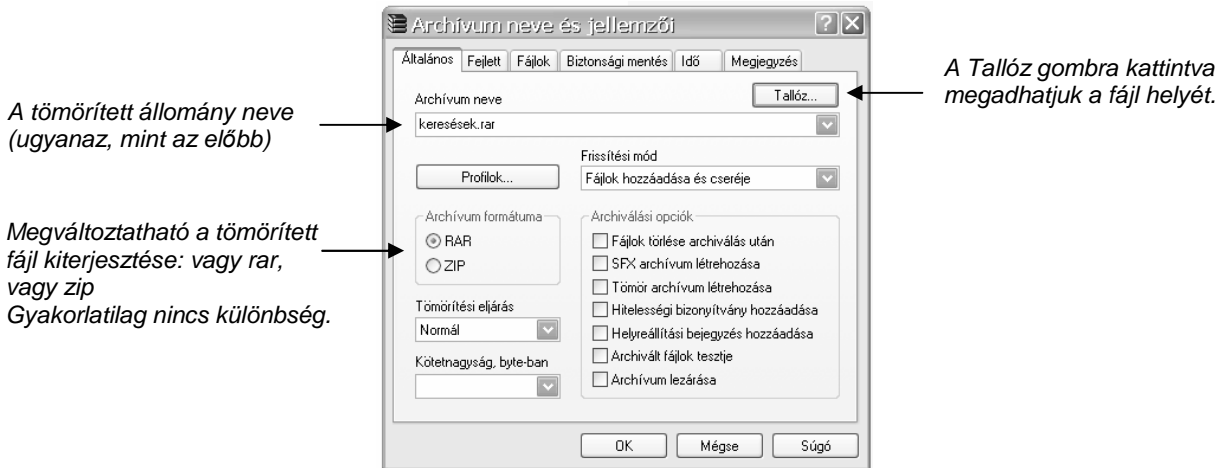 Archívum neve és jellemzői
Általános Fejlett Fájlok Biztonsági mentés Idő Megjegyzés
Archívum neve
Tallóz...
keresések.rar
Frissítési mód
Profilok...
Fájlok hozzáadása és cseréje
Archívum formátuma
RAR
ZIP
Archiválási opciók
Fájlok törlése archiválás után
SFX archívum létrehozása
Tömör archívum létrehozása
Hitelességi bizonyítvány hozzáadása
Helyreállítási bejegyzés hozzáadása
Archivált fájlok tesztje
Archívum lezárása
Tömörítési eljárás
Normál
Kötetnagyság, byte-ban
OK Mégse Súgó
A tömörített állomány neve
(ugyanaz, mint az előbb)
Megváltoztatható a tömörített
fájl kiterjesztése: vagy rar,
vagy zip
Gyakorlatilag nincs különbség.
A Tallóz gombra kattintva
megadhatjuk a fájl helyét.